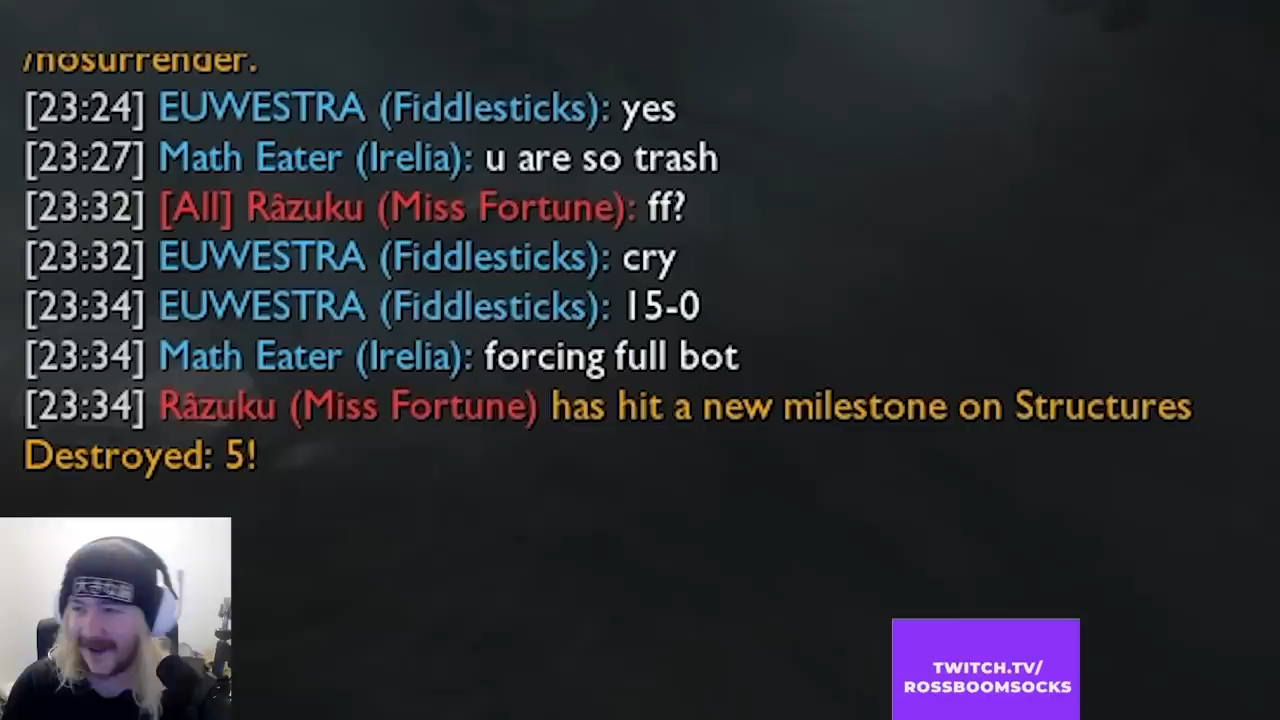 /nosurrender.
[23:24] EUWESTRA (Fiddlesticks): yes
[23:27] Math Eater (Irelia): u are so trash
[23:32] [All] Râzuku (Miss Fortune): ff?
[23:32] EUWESTRA (Fiddlesticks): cry
[23:34] EUWESTRA (Fiddlesticks): 15-0
[23:34] Math Eater (Irelia): forcing full bot
[23:34] Râzuku (Miss Fortune) has hit a new milestone on Structures
Destroyed: 5!
TWITCH.TV/
ROSSBOOMSOCKS